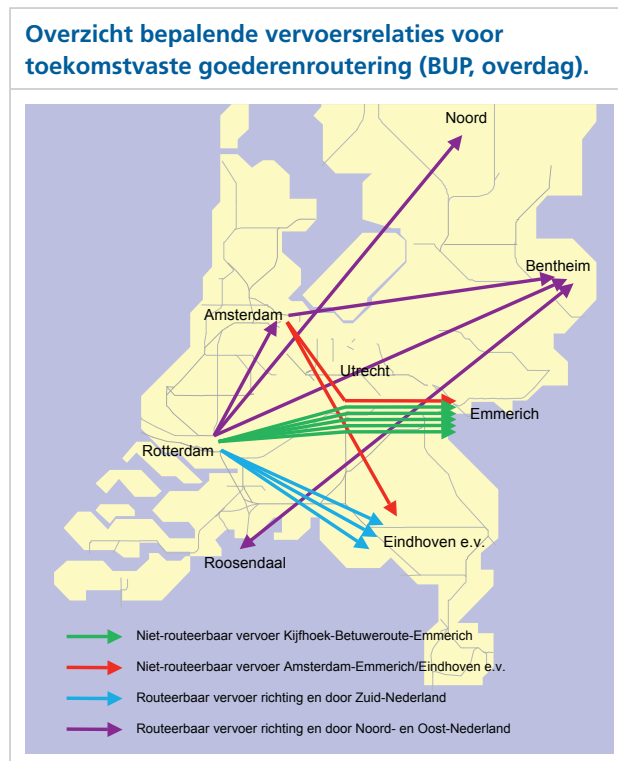 Overzicht bepalende vervoersrelaties voor
toekomstvaste goederenroutering (BUP, overdag).
Noord
Bentheim
Amsterdam
Utrecht
Emmerich
Rotterdam
Eindhoven e.v.
Roosendaal
Niet-routeerbaar vervoer Kijfhoek-Betuweroute-Emmerich
Niet-routeerbaar vervoer Amsterdam-Emmerich/Eindhoven e.v.
Routeerbaar vervoer richting en door Zuid-Nederland
Routeerbaar vervoer richting en door Noord- en Oost-Nederland